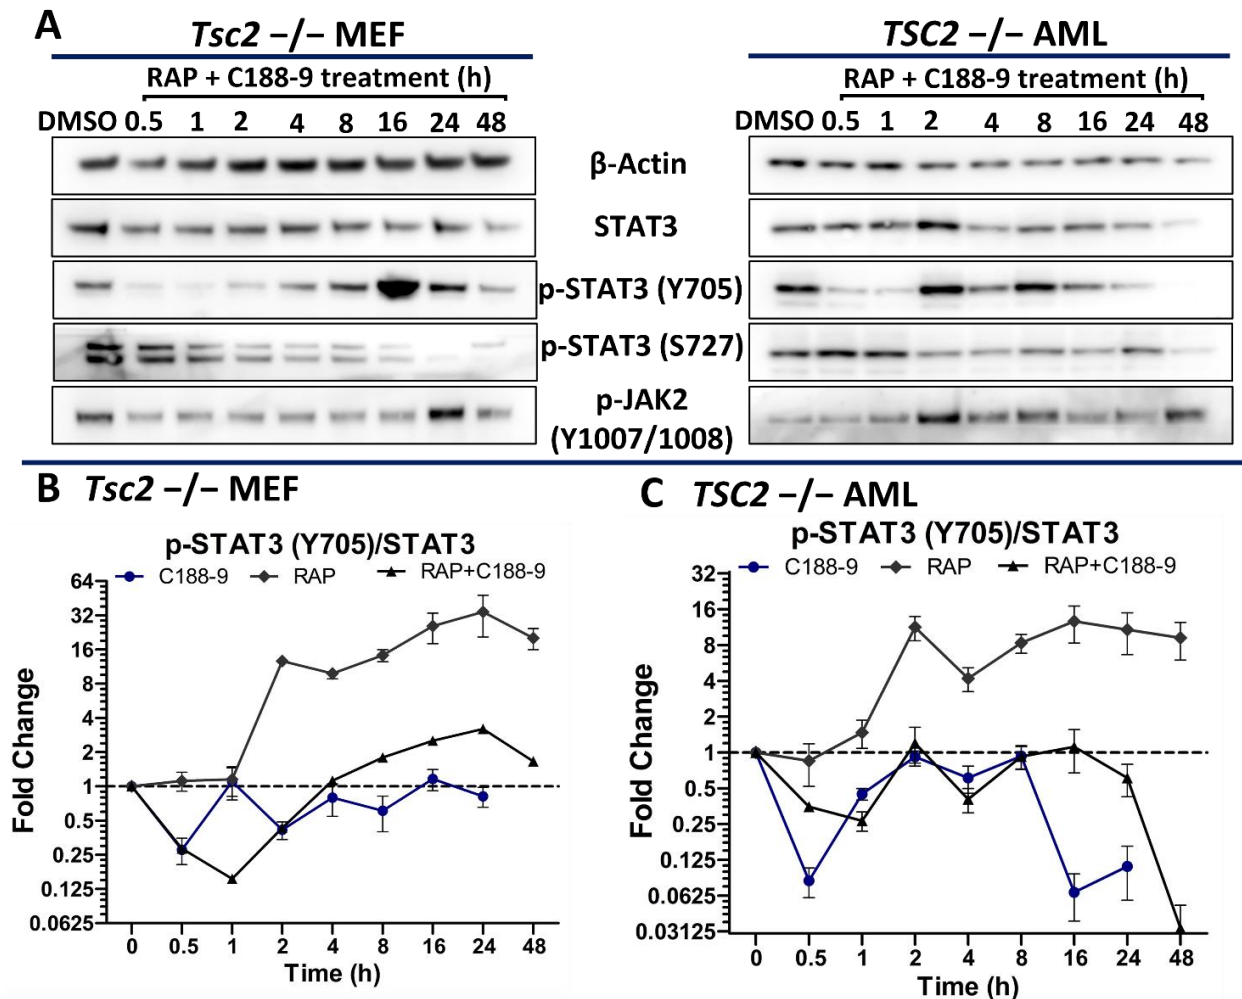 A
Tsc2 −/− MEF
TSC2 −/− AML
RAP + C188-9 treatment (h)
RAP + C188-9 treatment (h)
DMSO 0.5 1 2 4 8 16 24 48
DMSO 0.5 1 2 4 8 16 24 48
β-Actin
STAT3
p-STAT3 (Y705)
p-STAT3 (S727)
p-JAK2
(Y1007/1008)
B Tsc2 −/− MEF
p-STAT3 (Y705)/STAT3
C188-9 RAP RAP+C188-9
Fold Change
64
32
16
8
4
2
1
0.5
0.25
0.125
0.0625
0 0.5 1 2 4 8 16 24 48
Time (h)
C TSC2 −/− AML
p-STAT3 (Y705)/STAT3
C188-9 RAP RAP+C188-9
Fold Change
32
16
8
4
2
1
0.5
0.25
0.125
0.0625
0.03125
0 0.5 1 2 4 8 16 24 48
Time (h)